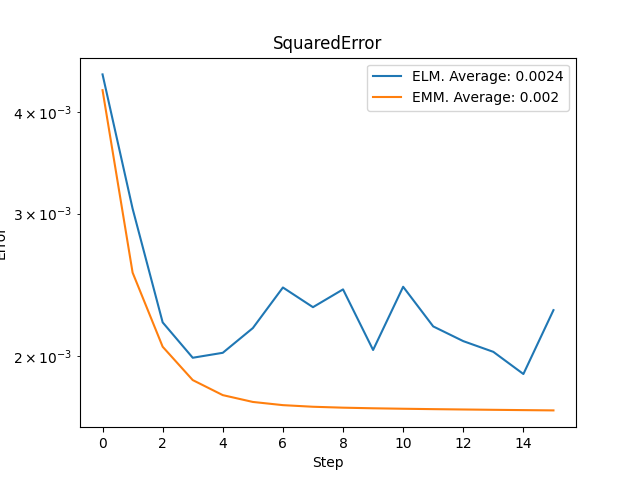 SquaredError
ELM. Average: 0.0024
EMM. Average: 0.002
4 × 10⁻³
3 × 10⁻³
2 × 10⁻³
0 2 4 6 8 10 12 14
Step